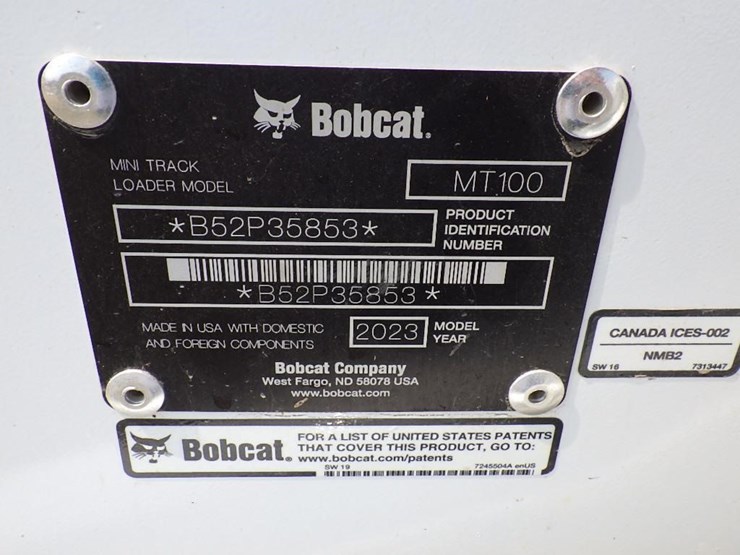 Bobcat.
MINI TRACK
LOADER MODEL
MT100
*B52P35853*
PRODUCT
IDENTIFICATION
NUMBER
*B52P35853*
MADE IN USA WITH DOMESTIC
AND FOREIGN COMPONENTS
2023
MODEL
YEAR
Bobcat Company
West Fargo, ND 58078 USA
www.bobcat.com
CANADA ICES-002
NMB2
SW 16 7313447
Bobcat.
FOR A LIST OF UNITED STATES PATENTS
THAT COVER THIS PRODUCT, GO TO:
www.bobcat.com/patents
SW 19 7245504A enUS